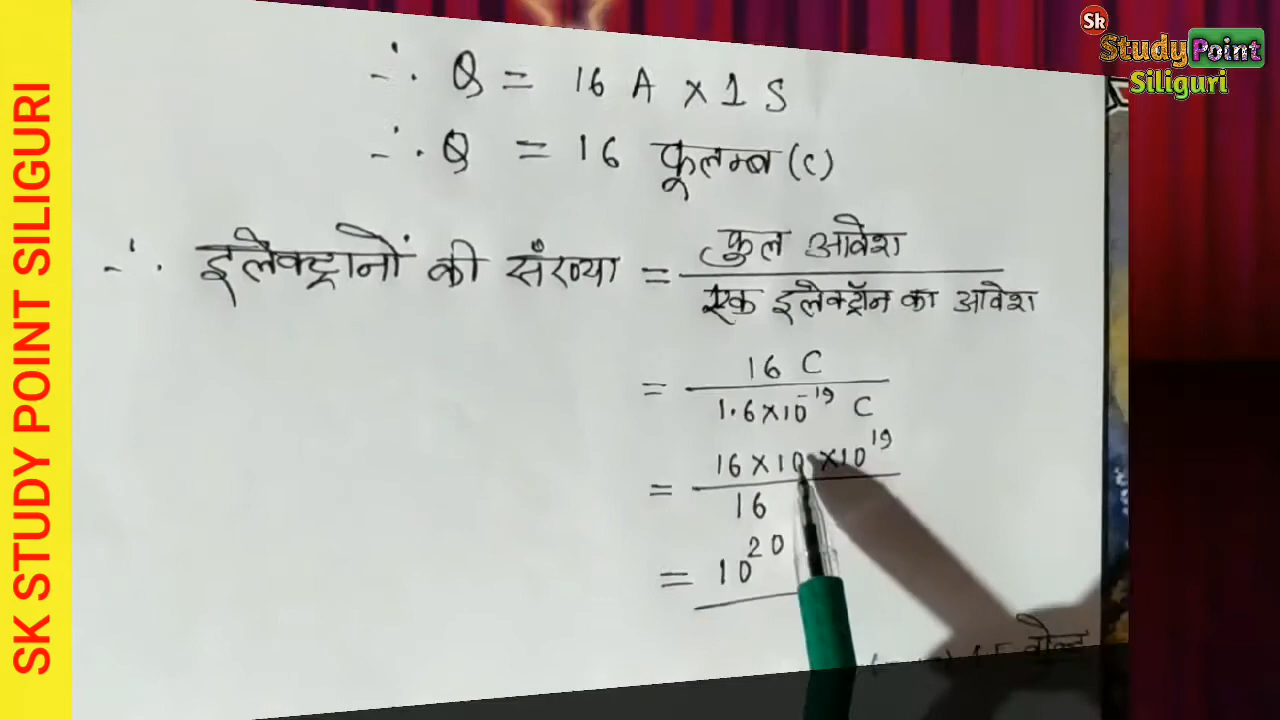 SK STUDY POINT SILIGURI
Sk
Study Point
Siliguri
∴ Q = 16 A × 1 S
∴ Q = 16 कूलम्ब (C)
∴ इलैक्ट्रानों की संख्या = कुल आवेश / एक इलैक्ट्रॉन का आवेश
= 16 C / 1.6×10⁻¹⁹ C
= 16×10×10¹⁹ / 16
= 10²⁰